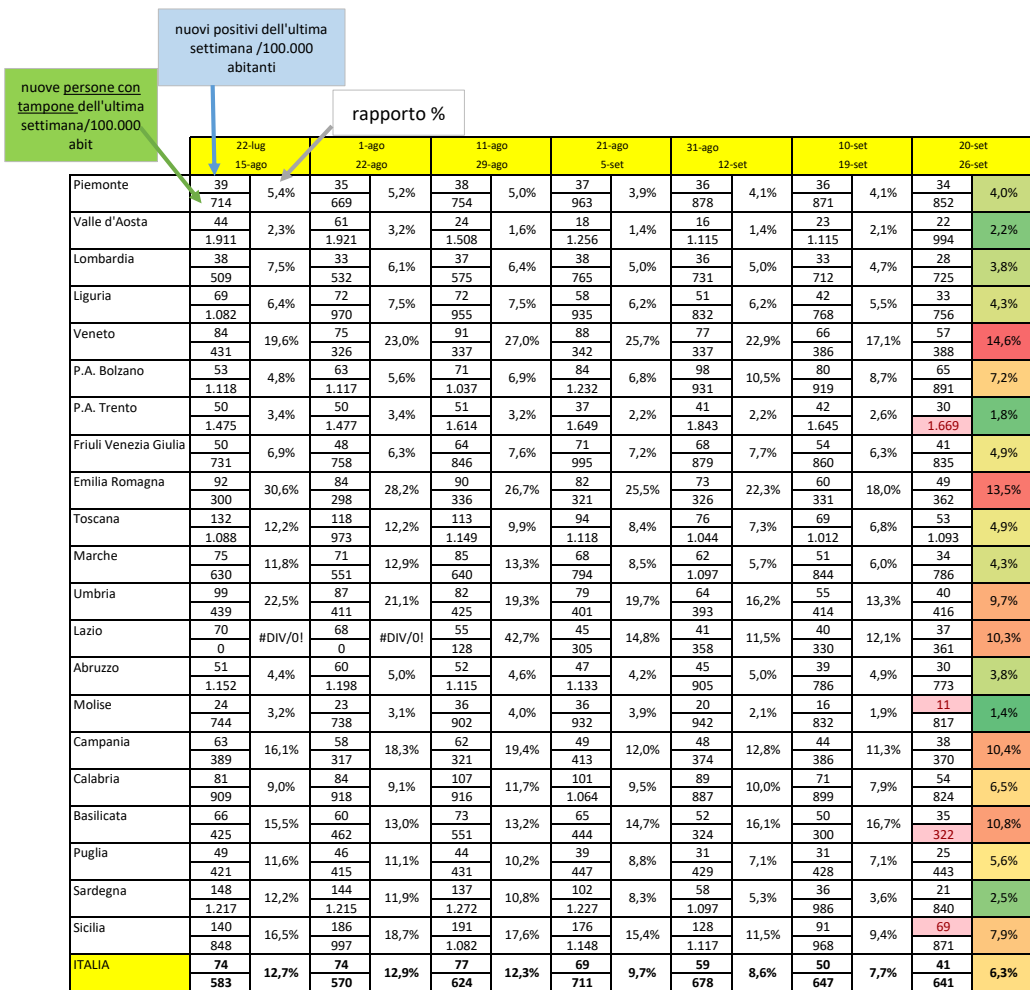 nuovi positivi dell'ultima
settimana /100.000
abitanti
nuove persone con
tampone dell'ultima
settimana/100.000
abit
rapporto %
22-lug 1-ago 11-ago 21-ago 31-ago 10-set 20-set
15-ago 22-ago 29-ago 5-set 12-set 19-set 26-set
Piemonte 39 5,4% 35 5,2% 38 5,0% 37 3,9% 36 4,1% 36 4,1% 34 4,0%
714 669 754 963 878 871 852
Valle d'Aosta 44 2,3% 61 3,2% 24 1,6% 18 1,4% 16 1,4% 23 2,1% 22 2,2%
1.911 1.921 1.508 1.256 1.115 1.115 994
Lombardia 38 7,5% 33 6,1% 37 6,4% 38 5,0% 36 5,0% 33 4,7% 28 3,8%
509 532 575 765 731 712 725
Liguria 69 6,4% 72 7,5% 72 7,5% 58 6,2% 51 6,2% 42 5,5% 33 4,3%
1.082 970 955 935 832 768 756
Veneto 84 19,6% 75 23,0% 91 27,0% 88 25,7% 77 22,9% 66 17,1% 57 14,6%
431 326 337 342 337 386 388
P.A. Bolzano 53 4,8% 63 5,6% 71 6,9% 84 6,8% 98 10,5% 80 8,7% 65 7,2%
1.118 1.117 1.037 1.232 931 919 891
P.A. Trento 50 3,4% 50 3,4% 51 3,2% 37 2,2% 41 2,2% 42 2,6% 30 1,8%
1.475 1.477 1.614 1.649 1.843 1.645 1.669
Friuli Venezia Giulia 50 6,9% 48 6,3% 64 7,6% 71 7,2% 68 7,7% 54 6,3% 41 4,9%
731 758 846 995 879 860 835
Emilia Romagna 92 30,6% 84 28,2% 90 26,7% 82 25,5% 73 22,3% 60 18,0% 49 13,5%
300 298 336 321 326 331 362
Toscana 132 12,2% 118 12,2% 113 9,9% 94 8,4% 76 7,3% 69 6,8% 53 4,9%
1.088 973 1.149 1.118 1.044 1.012 1.093
Marche 75 11,8% 71 12,9% 85 13,3% 68 8,5% 62 5,7% 51 6,0% 34 4,3%
630 551 640 794 1.097 844 786
Umbria 99 22,5% 87 21,1% 82 19,3% 79 19,7% 64 16,2% 55 13,3% 40 9,7%
439 411 425 401 393 414 416
Lazio 70 #DIV/0! 68 #DIV/0! 55 42,7% 45 14,8% 41 11,5% 40 12,1% 37 10,3%
0 0 128 305 358 330 361
Abruzzo 51 4,4% 60 5,0% 52 4,6% 47 4,2% 45 5,0% 39 4,9% 30 3,8%
1.152 1.198 1.115 1.133 905 786 773
Molise 24 3,2% 23 3,1% 36 4,0% 36 3,9% 20 2,1% 16 1,9% 11 1,4%
744 738 902 932 942 832 817
Campania 63 16,1% 58 18,3% 62 19,4% 49 12,0% 48 12,8% 44 11,3% 38 10,4%
389 317 321 413 374 386 370
Calabria 81 9,0% 84 9,1% 107 11,7% 101 9,5% 89 10,0% 71 7,9% 54 6,5%
909 918 916 1.064 887 899 824
Basilicata 66 15,5% 60 13,0% 73 13,2% 65 14,7% 52 16,1% 50 16,7% 35 10,8%
425 462 551 444 324 300 322
Puglia 49 11,6% 46 11,1% 44 10,2% 39 8,8% 31 7,1% 31 7,1% 25 5,6%
421 415 431 447 429 428 443
Sardegna 148 12,2% 144 11,9% 137 10,8% 102 8,3% 58 5,3% 36 3,6% 21 2,5%
1.217 1.215 1.272 1.227 1.097 986 840
Sicilia 140 16,5% 186 18,7% 191 17,6% 176 15,4% 128 11,5% 91 9,4% 69 7,9%
848 997 1.082 1.148 1.117 968 871
ITALIA 74 12,7% 74 12,9% 77 12,3% 69 9,7% 59 8,6% 50 7,7% 41 6,3%
583 570 624 711 678 647 641